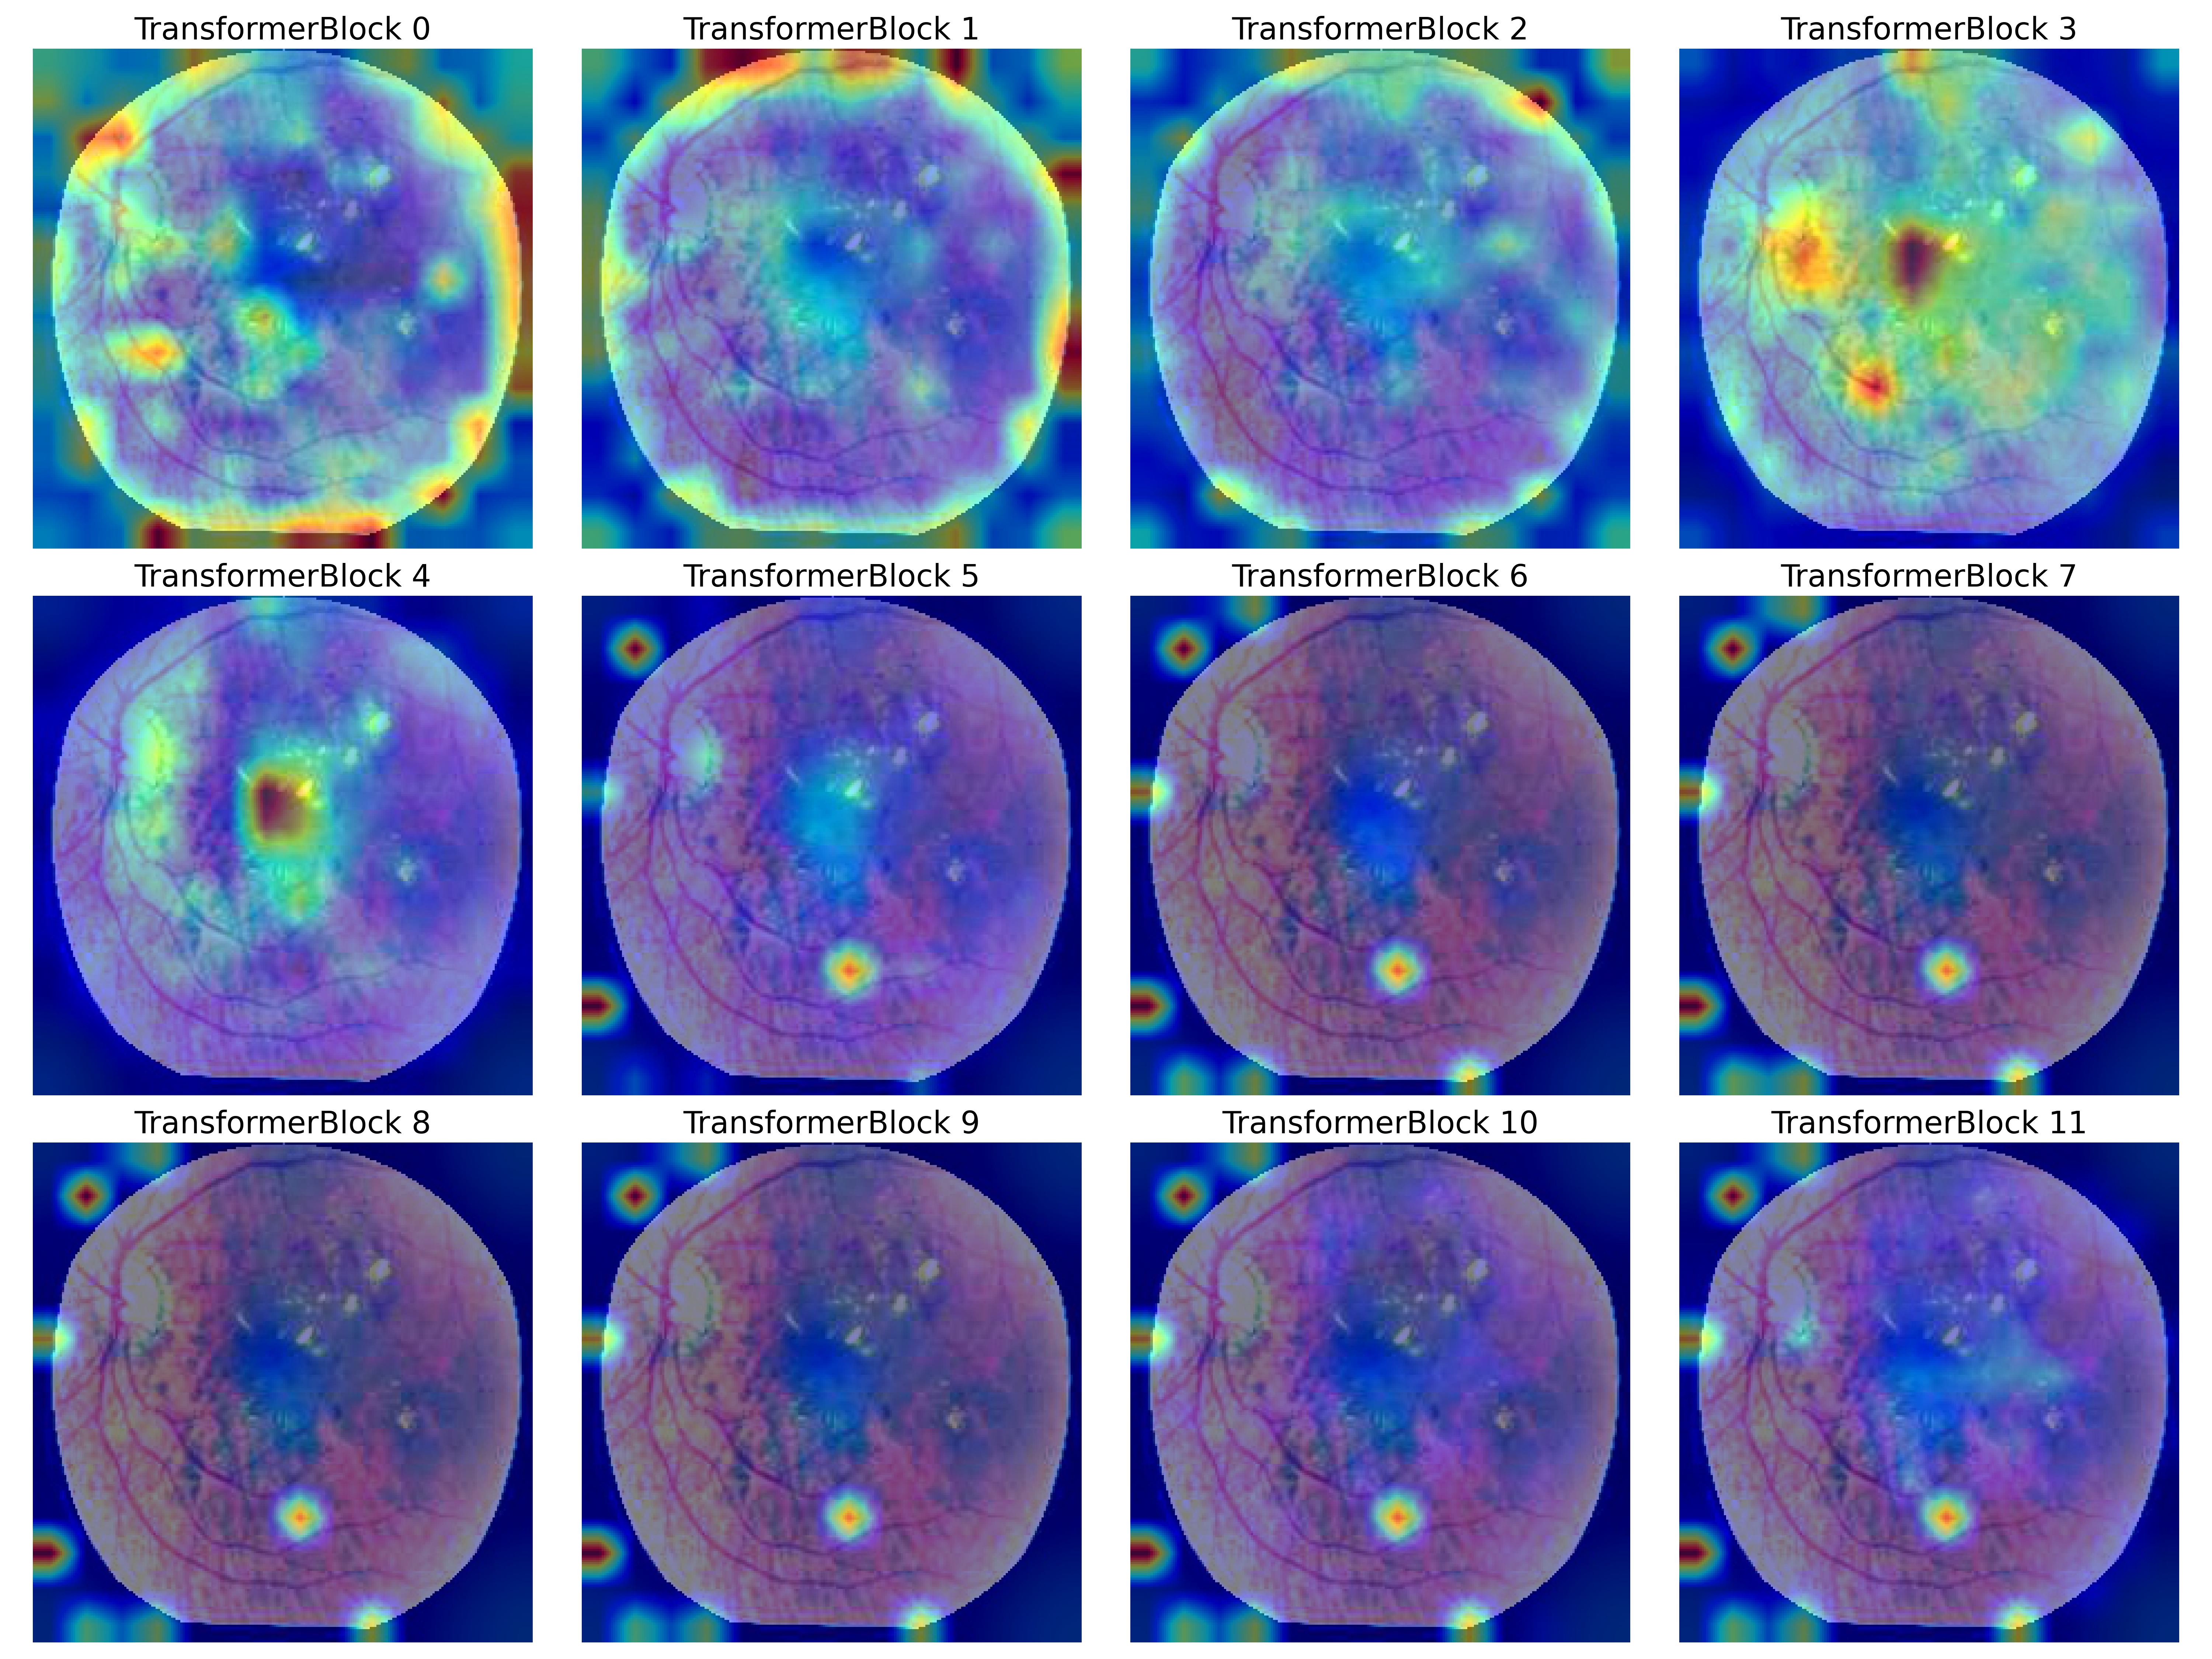 TransformerBlock 0
TransformerBlock 1
TransformerBlock 2
TransformerBlock 3
TransformerBlock 4
TransformerBlock 5
TransformerBlock 6
TransformerBlock 7
TransformerBlock 8
TransformerBlock 9
TransformerBlock 10
TransformerBlock 11